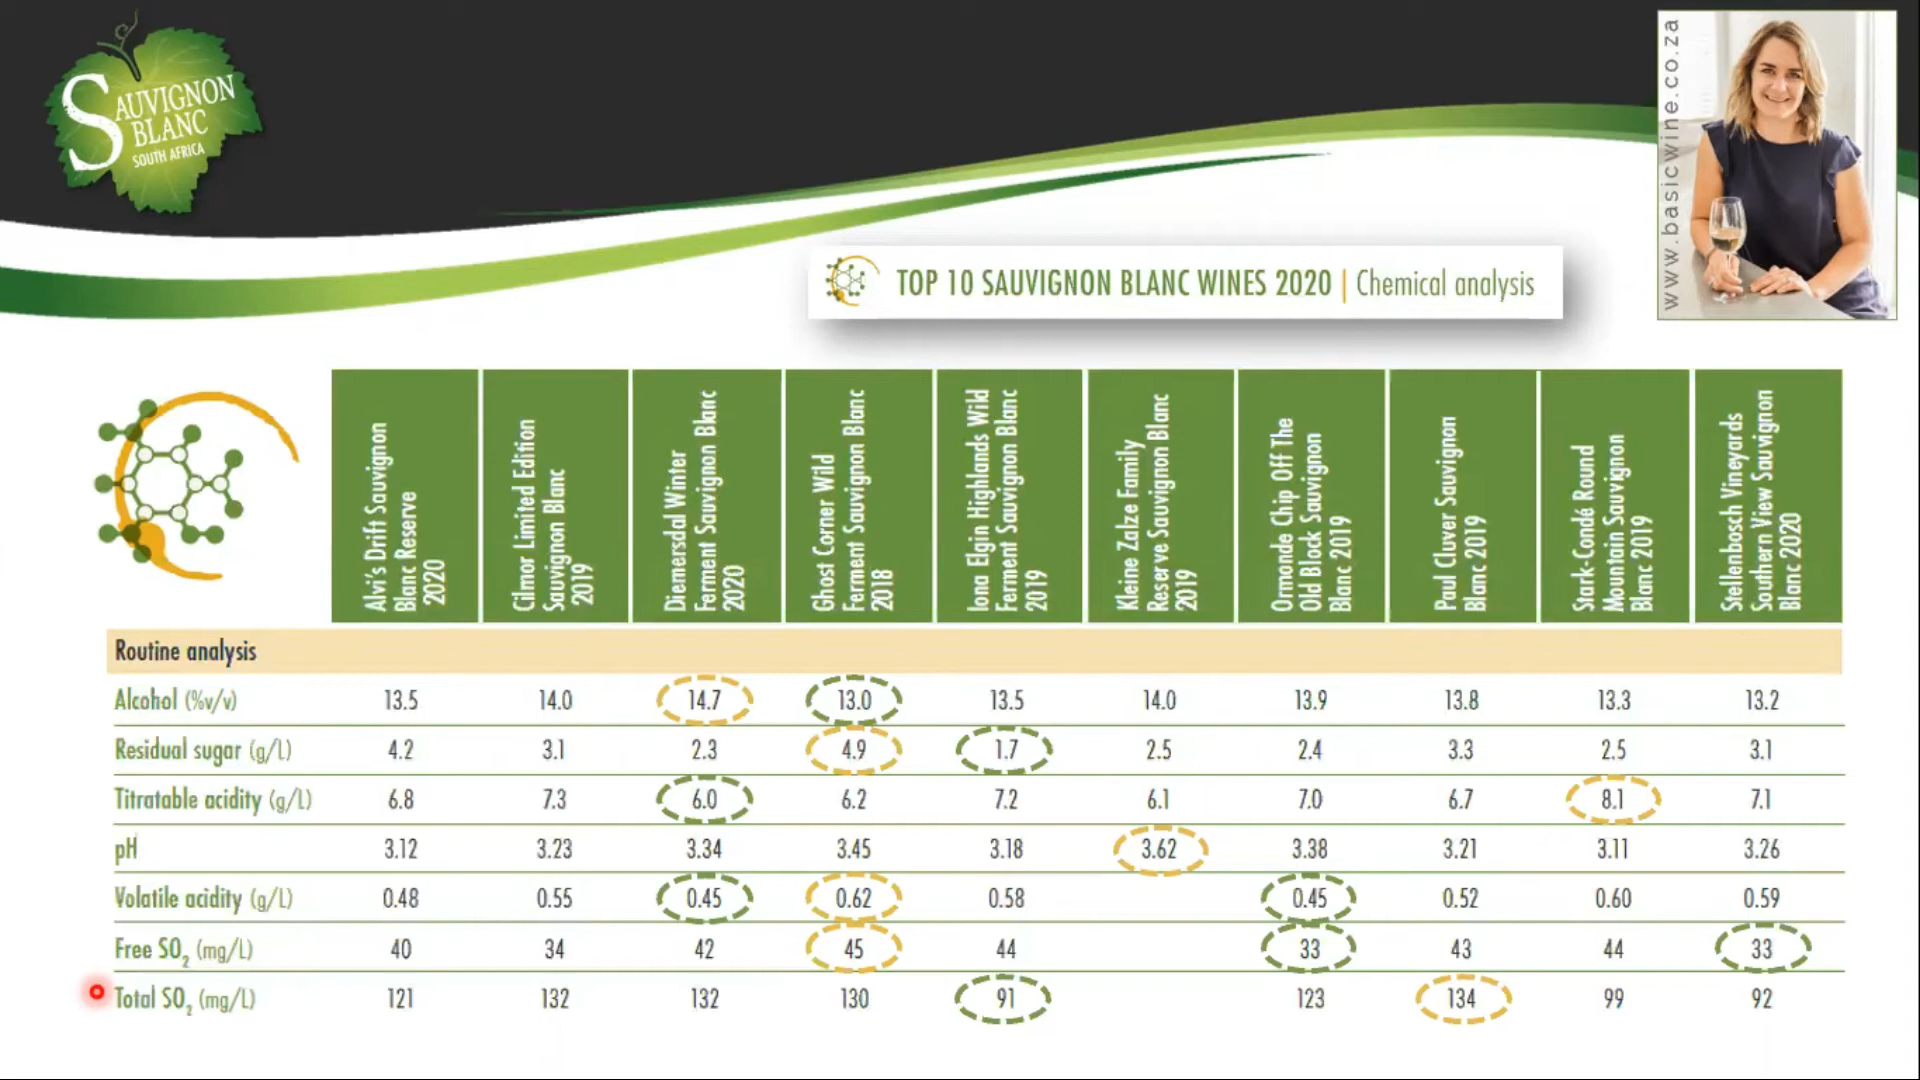 SAUVIGNON
BLANC
SOUTH AFRICA
www.basicwine.co.za
TOP 10 SAUVIGNON BLANC WINES 2020 | Chemical analysis
Alvi's Drift Sauvignon
Blanc Reserve
2020
Cilmor Limited Edition
Sauvignon Blanc
2019
Diemersdal Winter
Ferment Sauvignon Blanc
2020
Ghost Corner Wild
Ferment Sauvignon Blanc
2018
Iona Elgin Highlands Wild
Ferment Sauvignon Blanc
2019
Kleine Zalze Family
Reserve Sauvignon Blanc
2019
Ormonde Chip Off The
Old Block Sauvignon
Blanc 2019
Paul Cluver Sauvignon
Blanc 2019
Stark-Condé Round
Mountain Sauvignon
Blanc 2019
Stellenbosch Vineyards
Southern View Sauvignon
Blanc 2020
Routine analysis
Alcohol (%v/v) 13.5 14.0 14.7 13.0 13.5 14.0 13.9 13.8 13.3 13.2
Residual sugar (g/L) 4.2 3.1 2.3 4.9 1.7 2.5 2.4 3.3 2.5 3.1
Titratable acidity (g/L) 6.8 7.3 6.0 6.2 7.2 6.1 7.0 6.7 8.1 7.1
pH 3.12 3.23 3.34 3.45 3.18 3.62 3.38 3.21 3.11 3.26
Volatile acidity (g/L) 0.48 0.55 0.45 0.62 0.58 0.45 0.52 0.60 0.59
Free SO₂ (mg/L) 40 34 42 45 44 33 43 44 33
Total SO₂ (mg/L) 121 132 132 130 91 123 134 99 92